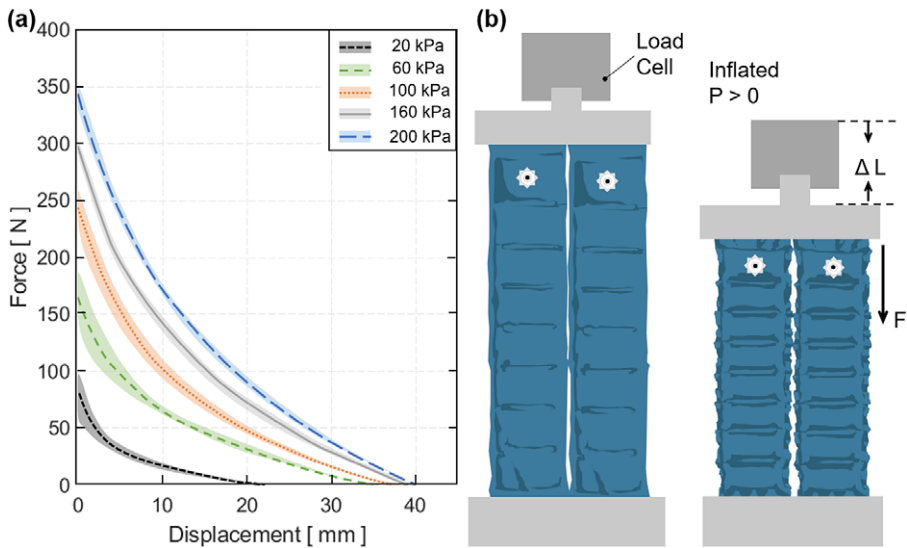 (a)
400
350
300
250
200
150
100
50
0
Force [ N ]
20 kPa
60 kPa
100 kPa
160 kPa
200 kPa
0
10
20
30
40
Displacement [ mm ]
(b)
Load
Cell
Inflated
P > 0
Δ L
F